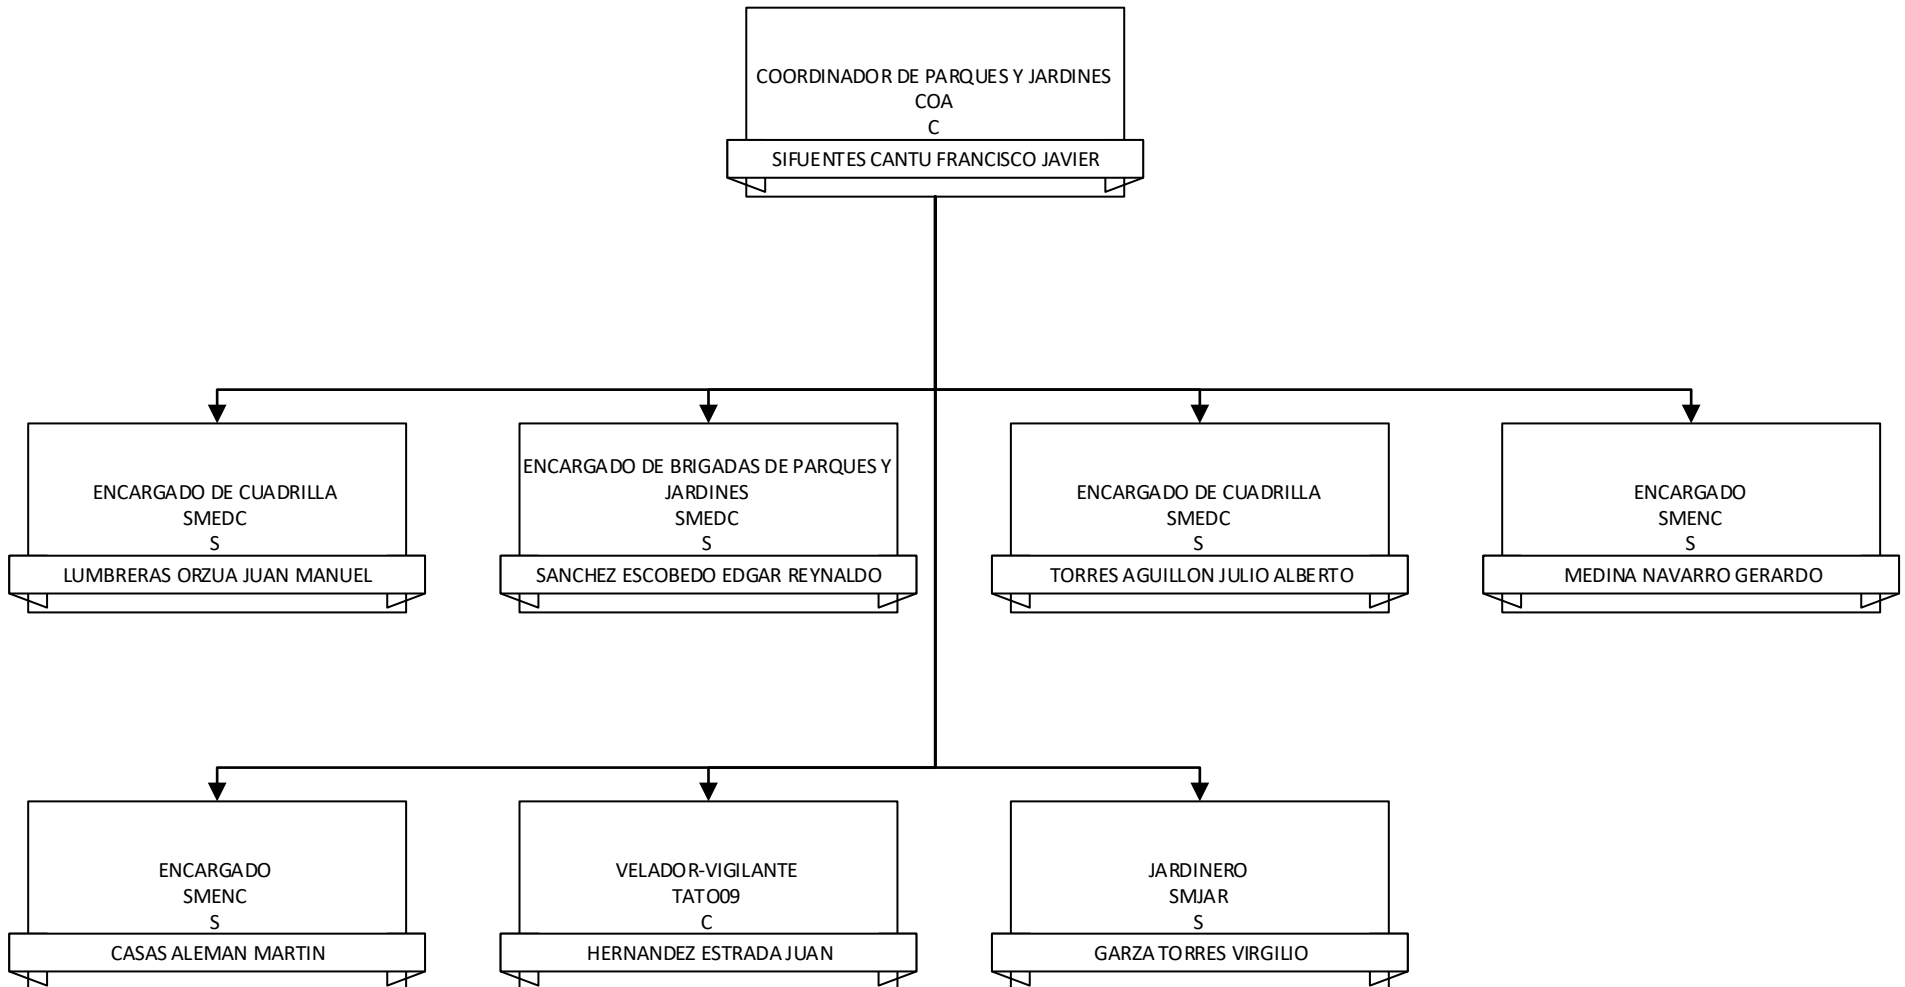 COORDINADOR DE PARQUES Y JARDINES
COA
C
SIFUENTES CANTU FRANCISCO JAVIER
ENCARGADO DE CUADRILLA
SMEDC
S
LUMBRERAS ORZUA JUAN MANUEL
ENCARGADO DE BRIGADAS DE PARQUES Y
JARDINES
SMEDC
S
SANCHEZ ESCOBEDO EDGAR REYNALDO
ENCARGADO DE CUADRILLA
SMEDC
S
TORRES AGUILLON JULIO ALBERTO
ENCARGADO
SMENC
S
MEDINA NAVARRO GERARDO
ENCARGADO
SMENC
S
CASAS ALEMAN MARTIN
VELADOR-VIGILANTE
TATO09
C
HERNANDEZ ESTRADA JUAN
JARDINERO
SMJAR
S
GARZA TORRES VIRGILIO